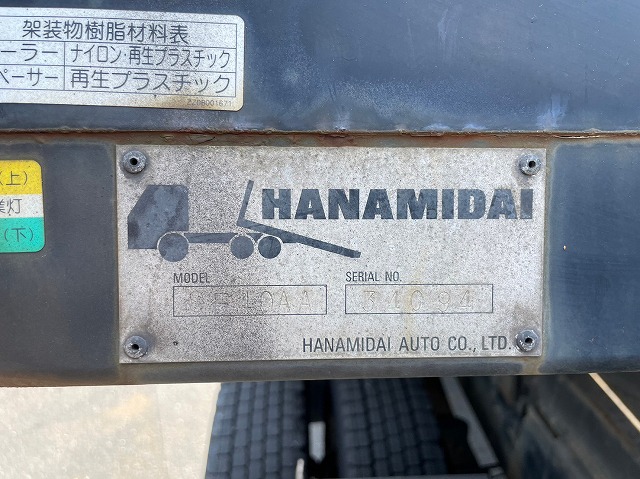 架装物樹脂材料表
ーラー ナイロン・再生プラスチック
ペーサー 再生プラスチック
(上)
業灯
(下)
HANAMIDAI
MODEL
SERIAL NO.
HANAMIDAI AUTO CO., LTD.